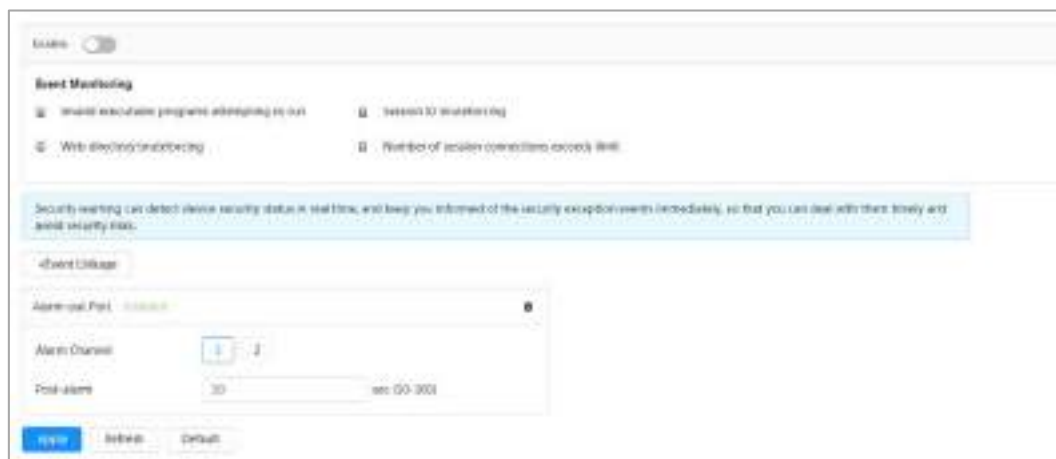 Enable
Event Monitoring
Invalid executable programs attempting to run
Session ID bruteforcing
Web directory bruteforcing
Number of session connections exceeds limit
Security warning can detect device security status in real time, and keep you informed of the security exception events immediately, so that you can deal with them timely and
avoid security risks.
+Event Linkage
Alarm-out Port
Alarm Channel 1 2
Post-alarm 10 sec (10-300)
Apply Refresh Default